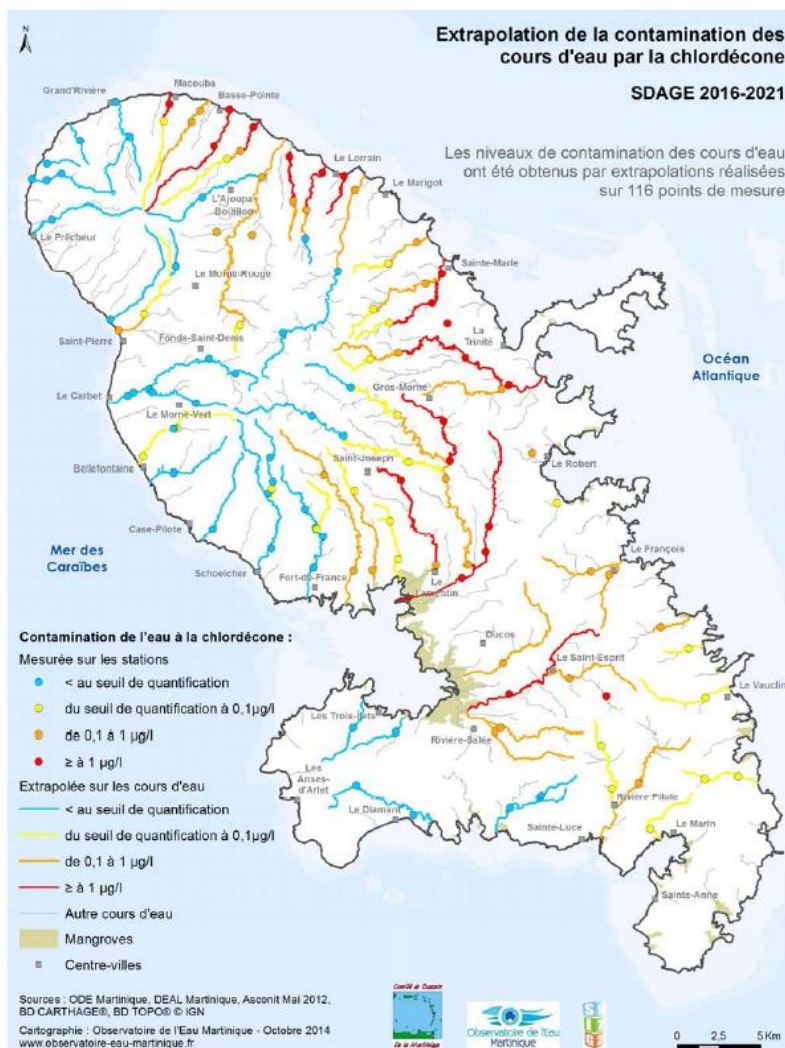 Extrapolation de la contamination des
cours d'eau par la chlordécone
SDAGE 2016-2021
Les niveaux de contamination des cours d'eau
ont été obtenus par extrapolations réalisées
sur 116 points de mesure
N
Grand'Rivière
Macouba
Basse-Pointe
Le Lorrain
Le Marigot
L'Ajoupa-
Bouillon
Le Prêcheur
Le Morne-Rouge
Sainte-Marie
La
Trinité
Saint-Pierre
Fonds-Saint-Denis
Océan
Atlantique
Gros-Morne
Le Carbet
Le Morne-Vert
Saint-Joseph
Le Robert
Bellefontaine
Case-Pilote
Mer des
Caraïbes
Schoelcher
Fort-de-France
Le
Lamentin
Le François
Ducos
Le Saint-Esprit
Le Vauclin
Les Trois-Ilets
Rivière-Salée
Les
Anses-
d'Arlet
Le Diamant
Rivière-Pilote
Sainte-Luce
Le Marin
Sainte-Anne
Contamination de l'eau à la chlordécone :
Mesurée sur les stations
< au seuil de quantification
du seuil de quantification à 0,1µg/l
de 0,1 à 1 µg/l
≥ à 1 µg/l
Extrapolée sur les cours d'eau
< au seuil de quantification
du seuil de quantification à 0,1µg/l
de 0,1 à 1 µg/l
≥ à 1 µg/l
Autre cours d'eau
Mangroves
Centre-villes
Sources : ODE Martinique, DEAL Martinique, Asconit Mai 2012,
BD CARTHAGE®, BD TOPO® © IGN
Cartographie : Observatoire de l'Eau Martinique - Octobre 2014
www.observatoire-eau-martinique.fr
Comité de Bassin
De la Martinique
Observatoire de l'Eau
Martinique
0 2,5 5 Km